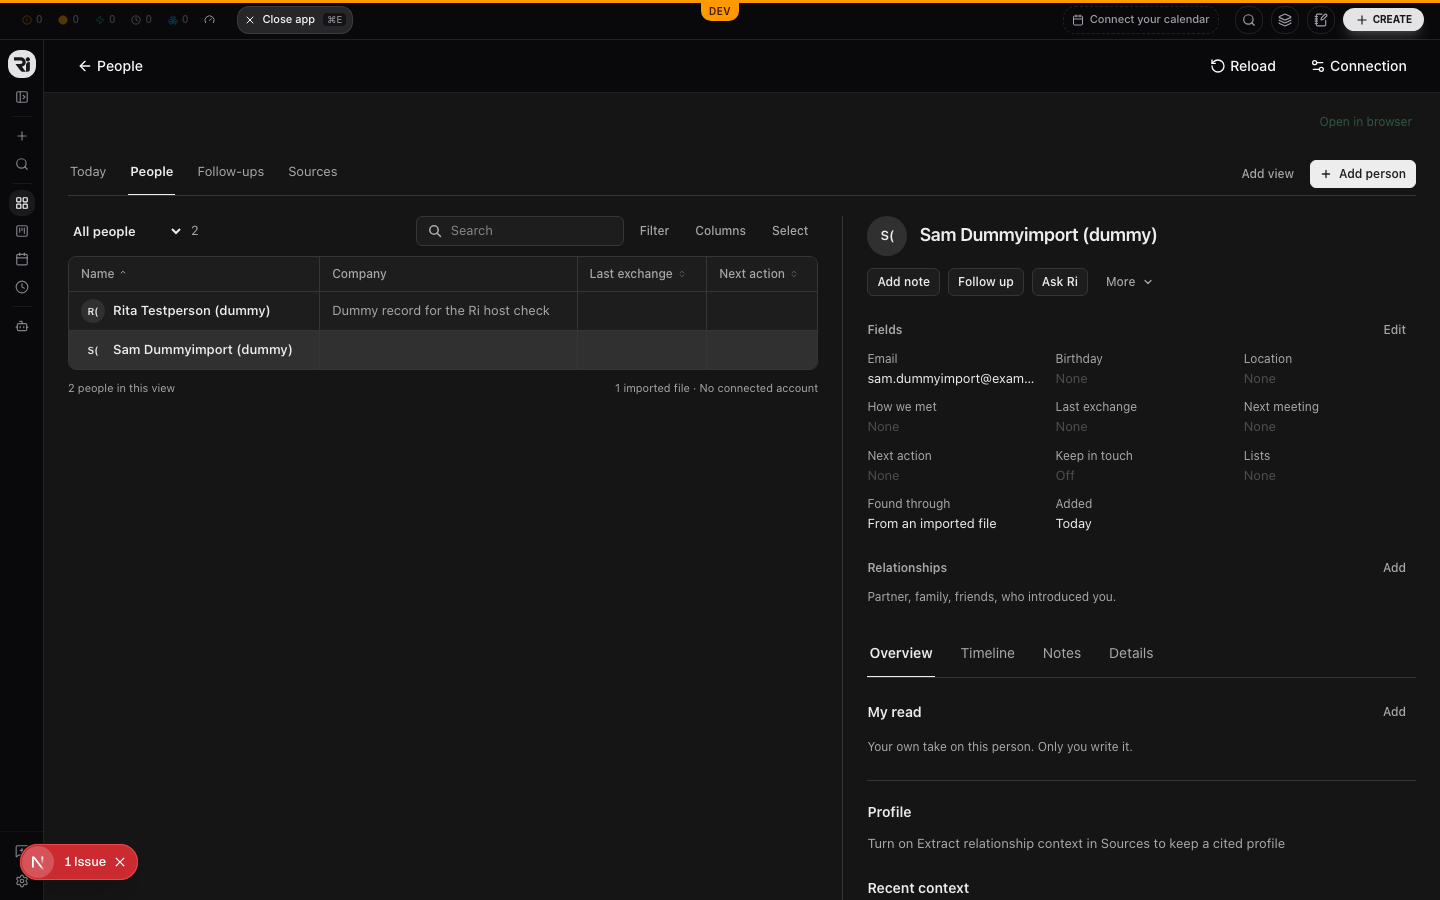 0 0 0 0 0 Close app ⌘E DEV Connect your calendar CREATE
Ri
People Reload Connection
Open in browser
Today People Follow-ups Sources Add view Add person
All people 2 Search Filter Columns Select
Name Company Last exchange Next action
R( Rita Testperson (dummy) Dummy record for the Ri host check
S( Sam Dummyimport (dummy)
2 people in this view 1 imported file · No connected account
S( Sam Dummyimport (dummy)
Add note Follow up Ask Ri More
Fields Edit
Email Birthday Location
sam.dummyimport@exam... None None
How we met Last exchange Next meeting
None None None
Next action Keep in touch Lists
None Off None
Found through Added
From an imported file Today
Relationships Add
Partner, family, friends, who introduced you.
Overview Timeline Notes Details
My read Add
Your own take on this person. Only you write it.
Profile
Turn on Extract relationship context in Sources to keep a cited profile
Recent context
N 1 Issue